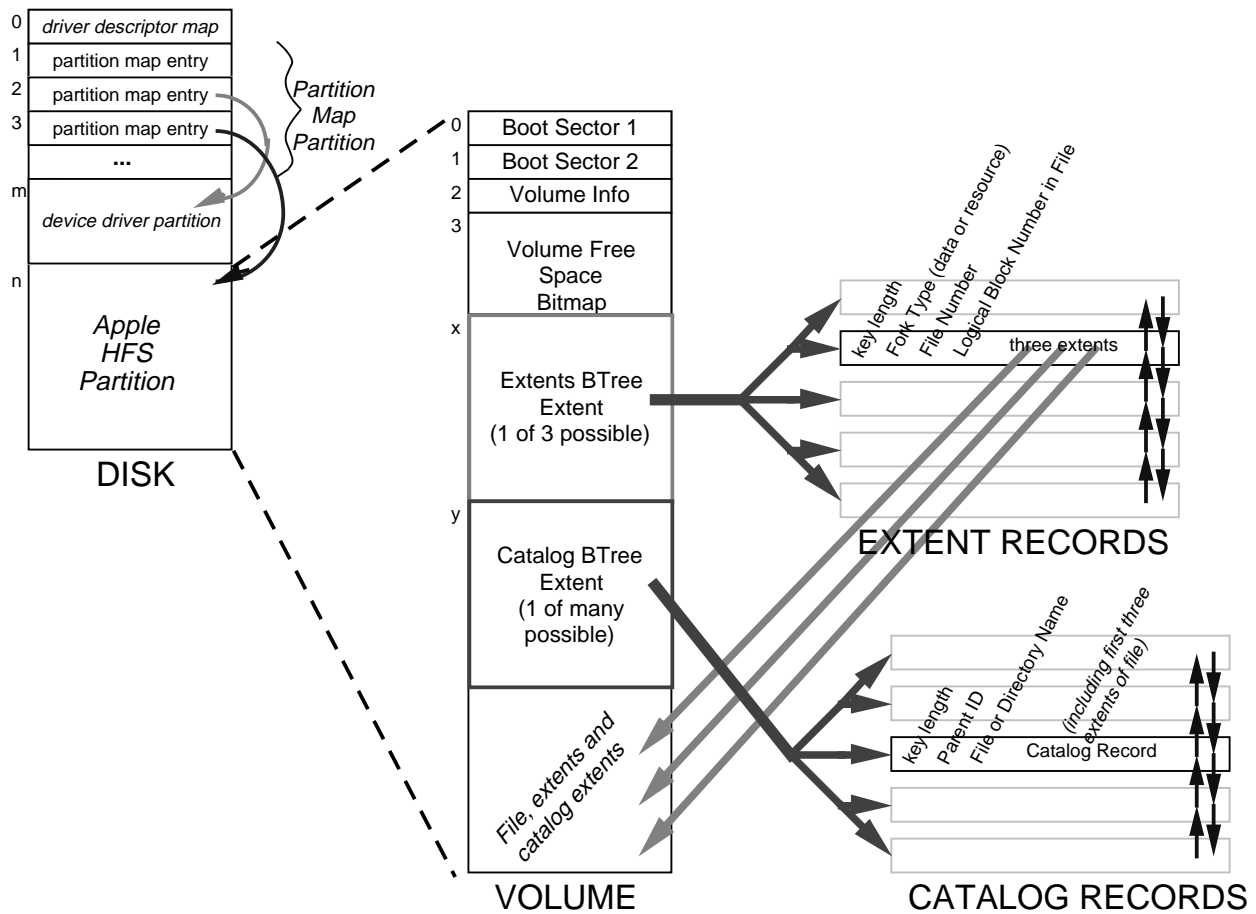 0
driver descriptor map
1
partition map entry
2
partition map entry
3
partition map entry
...
m
device driver partition
n
Apple
HFS
Partition
DISK
Partition
Map
Partition
0
Boot Sector 1
1
Boot Sector 2
2
Volume Info
3
Volume Free
Space
Bitmap
x
Extents BTree
Extent
(1 of 3 possible)
y
Catalog BTree
Extent
(1 of many
possible)
File, extents and
catalog extents
VOLUME
key length
Fork Type (data or resource)
File Number
Logical Block Number in File
three extents
EXTENT RECORDS
key length
Parent ID
File or Directory Name
(including first three
extents of file)
Catalog Record
CATALOG RECORDS